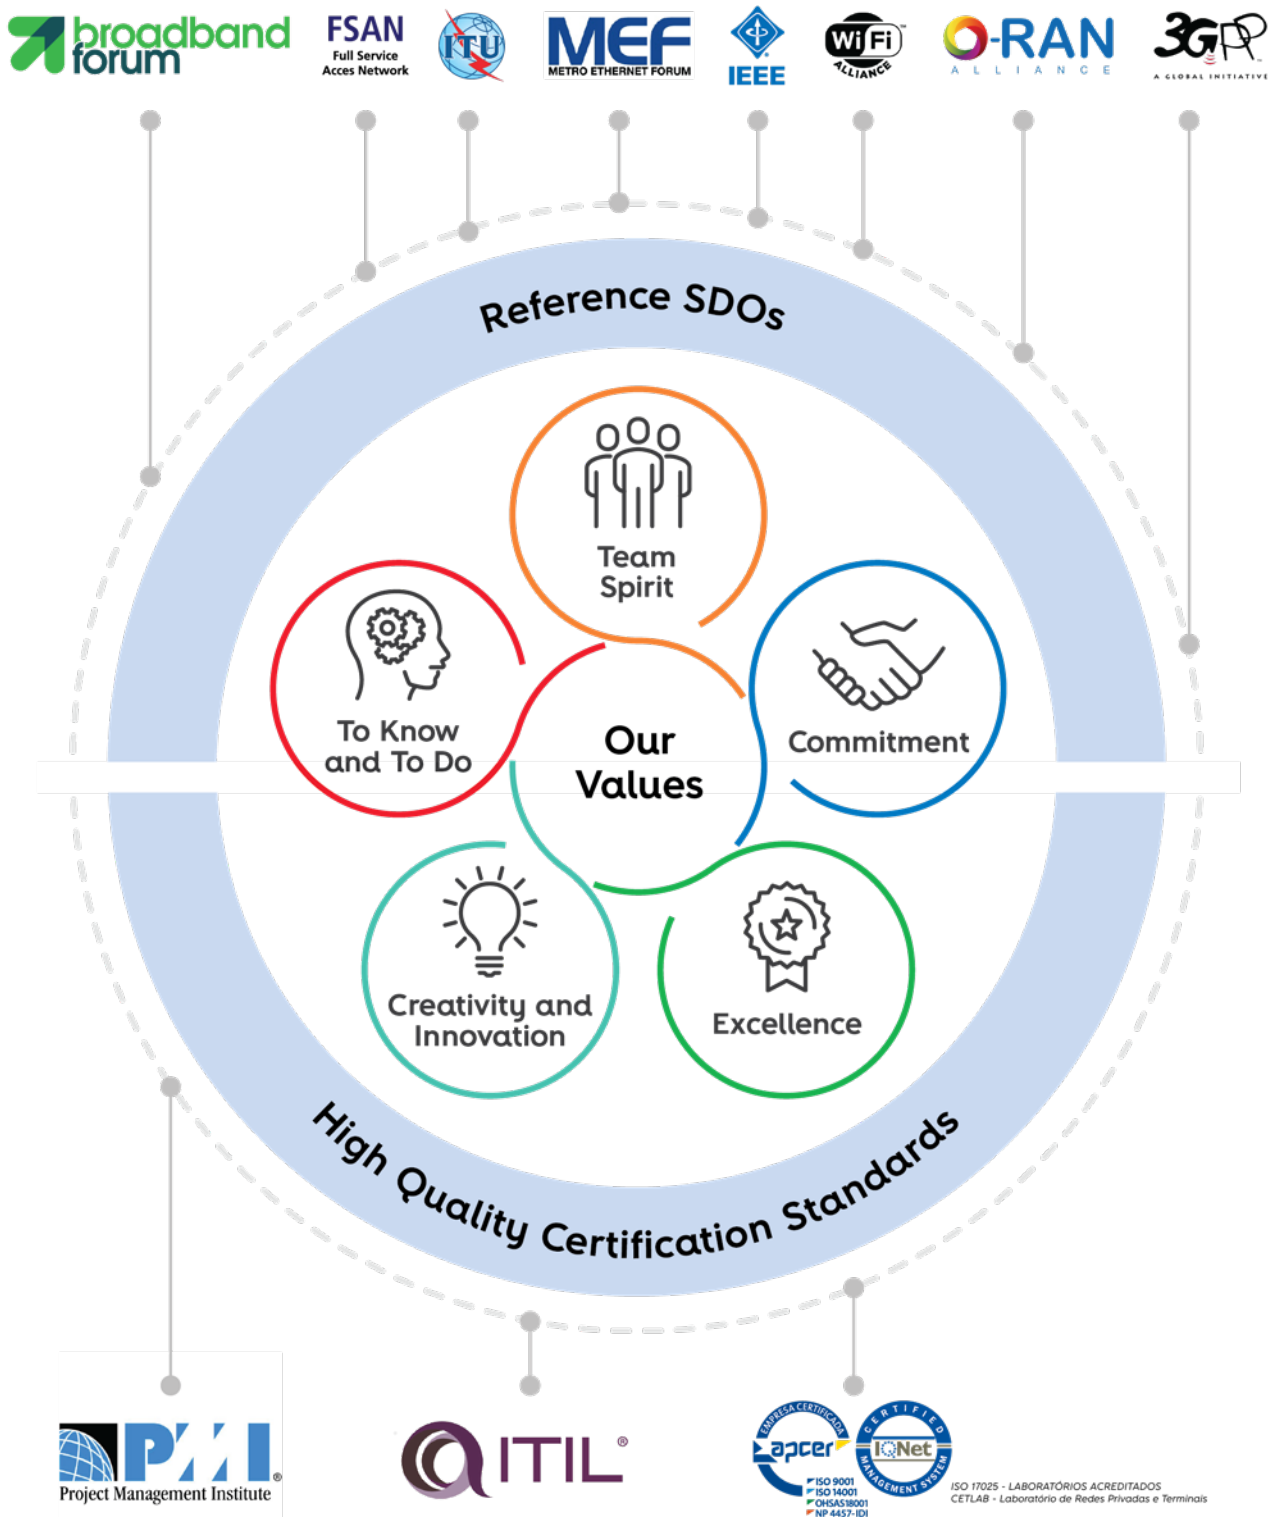 broadband
forum
FSAN
Full Service
Acces Network
ITU
MEF
METRO ETHERNET FORUM
IEEE
Wi Fi™
ALLIANCE
O-RAN
ALLIANCE
3GPP™
A GLOBAL INITIATIVE
Reference SDOs
Team
Spirit
To Know
and To Do
Commitment
Our
Values
Creativity and
Innovation
Excellence
High Quality Certification Standards
PMI®
Project Management Institute
ITIL®
EMPRESA CERTIFICADA
apcer
ISO 9001
ISO 14001
OHSAS18001
NP 4457-IDI
CERTIFIED
IQNet
MANAGEMENT SYSTEM
ISO 17025 - LABORATÓRIOS ACREDITADOS
CETLAB - Laboratório de Redes Privadas e Terminais